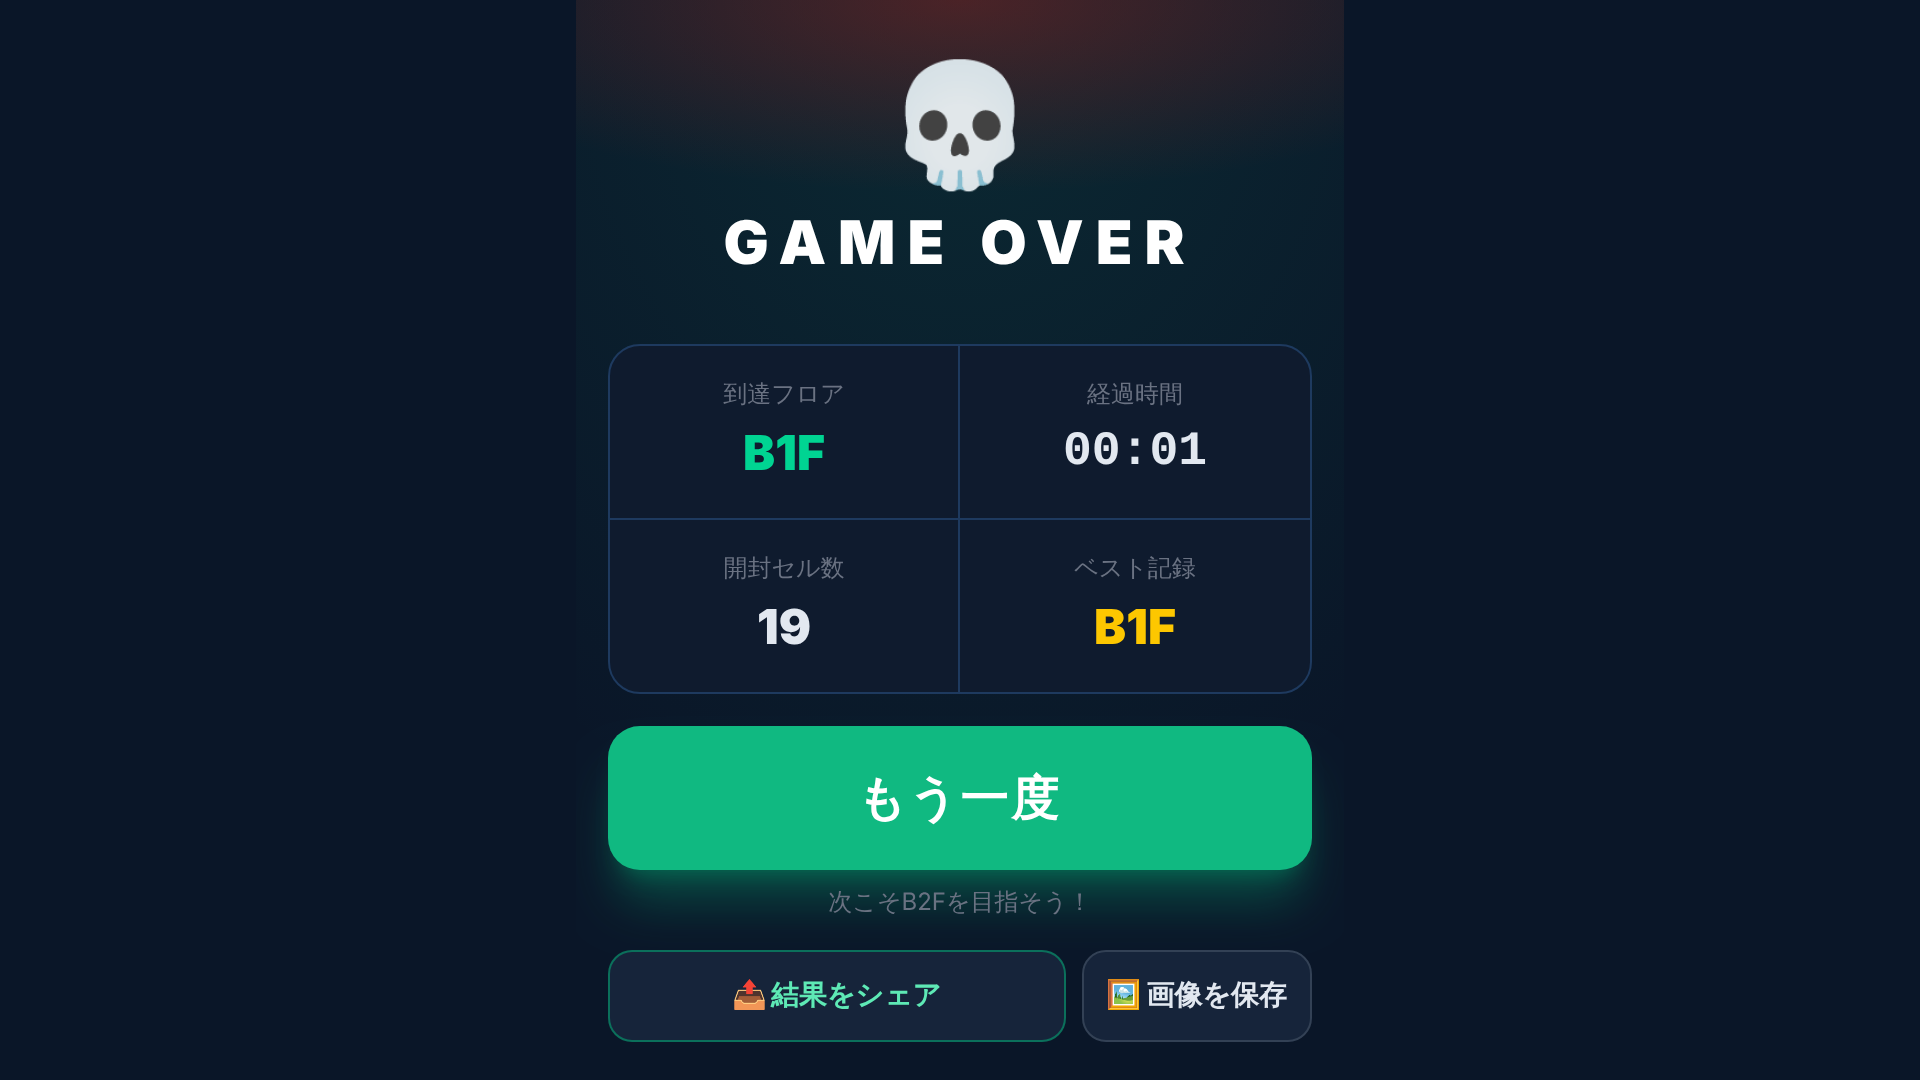 GAME OVER
到達フロア
B1F
経過時間
00:01
開封セル数
19
ベスト記録
B1F
もう一度
次こそB2Fを目指そう！
結果をシェア
画像を保存